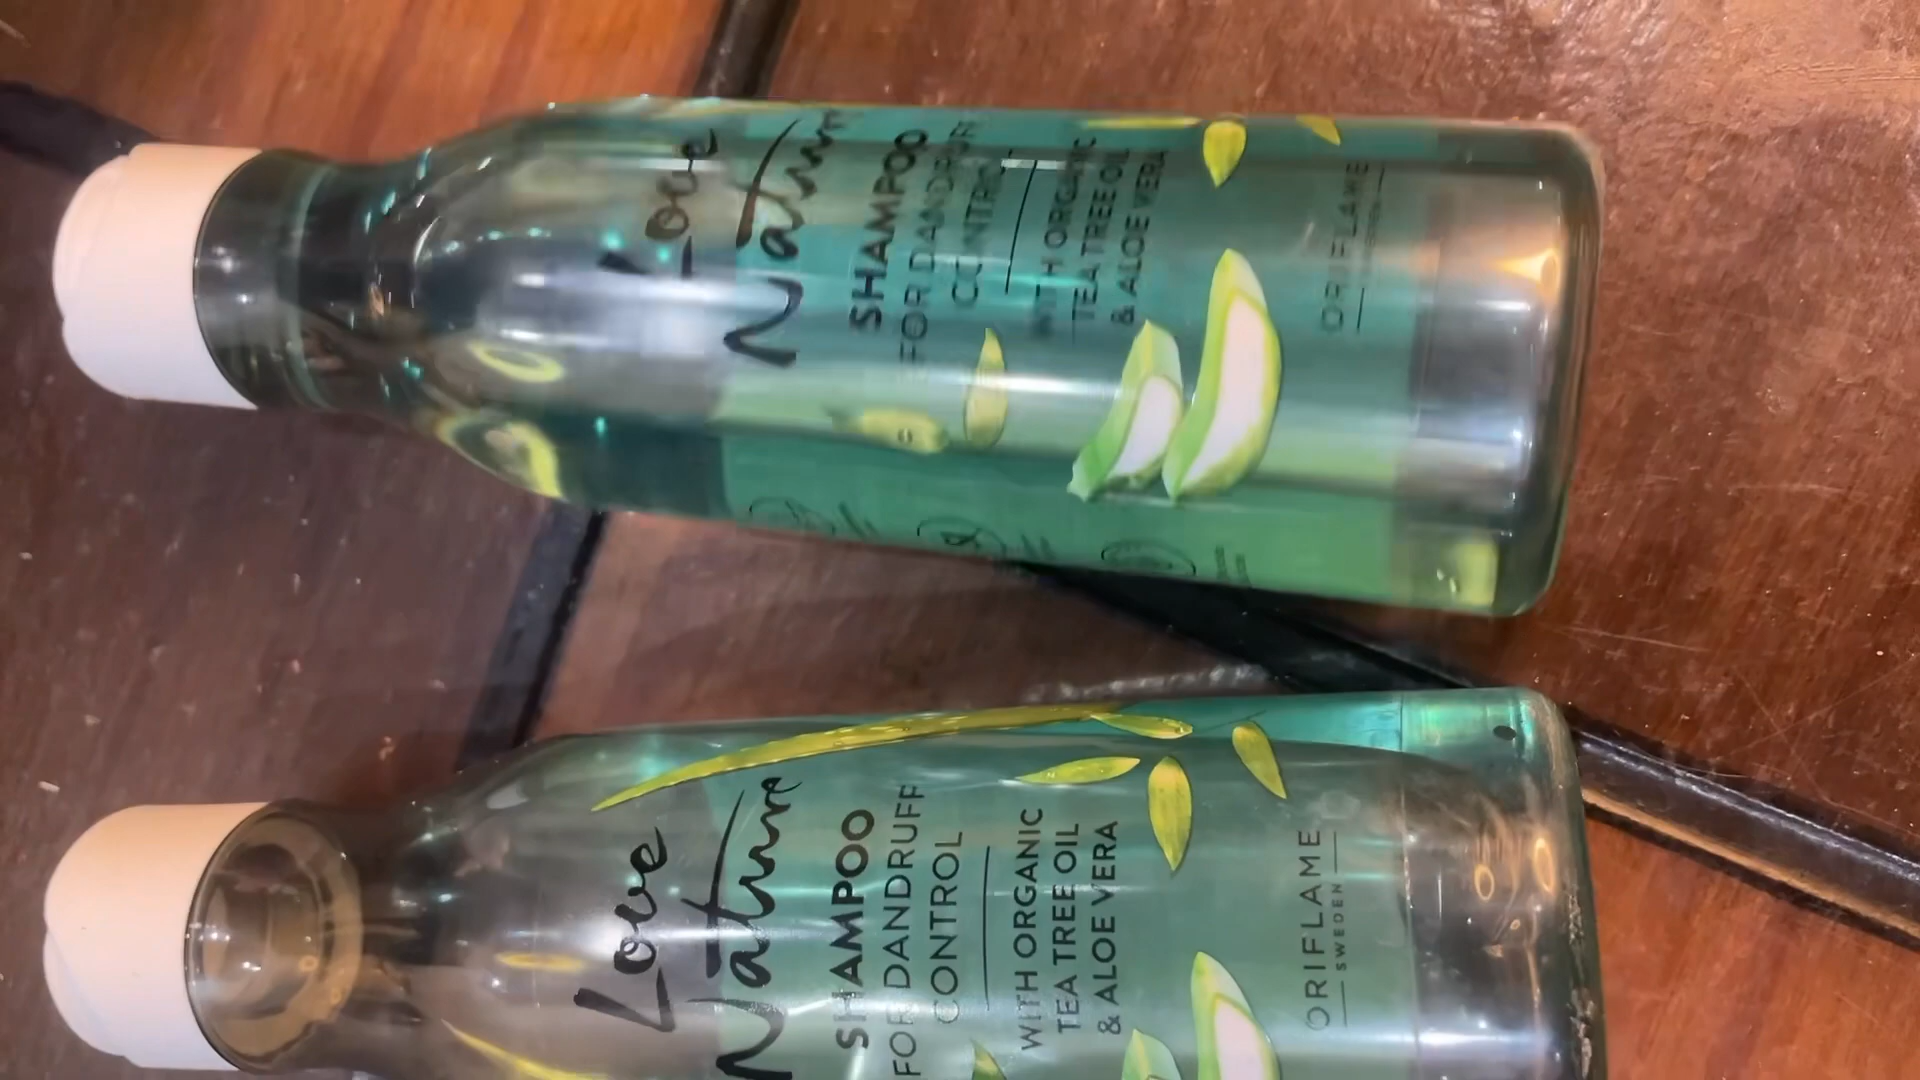 Love
Nature
SHAMPOO
FOR DANDRUFF
CONTROL
WITH ORGANIC
TEA TREE OIL
& ALOE VERA
ORIFLAME
Love
Nature
SHAMPOO
FOR DANDRUFF
CONTROL
WITH ORGANIC
TEA TREE OIL
& ALOE VERA
ORIFLAME
SWEDEN